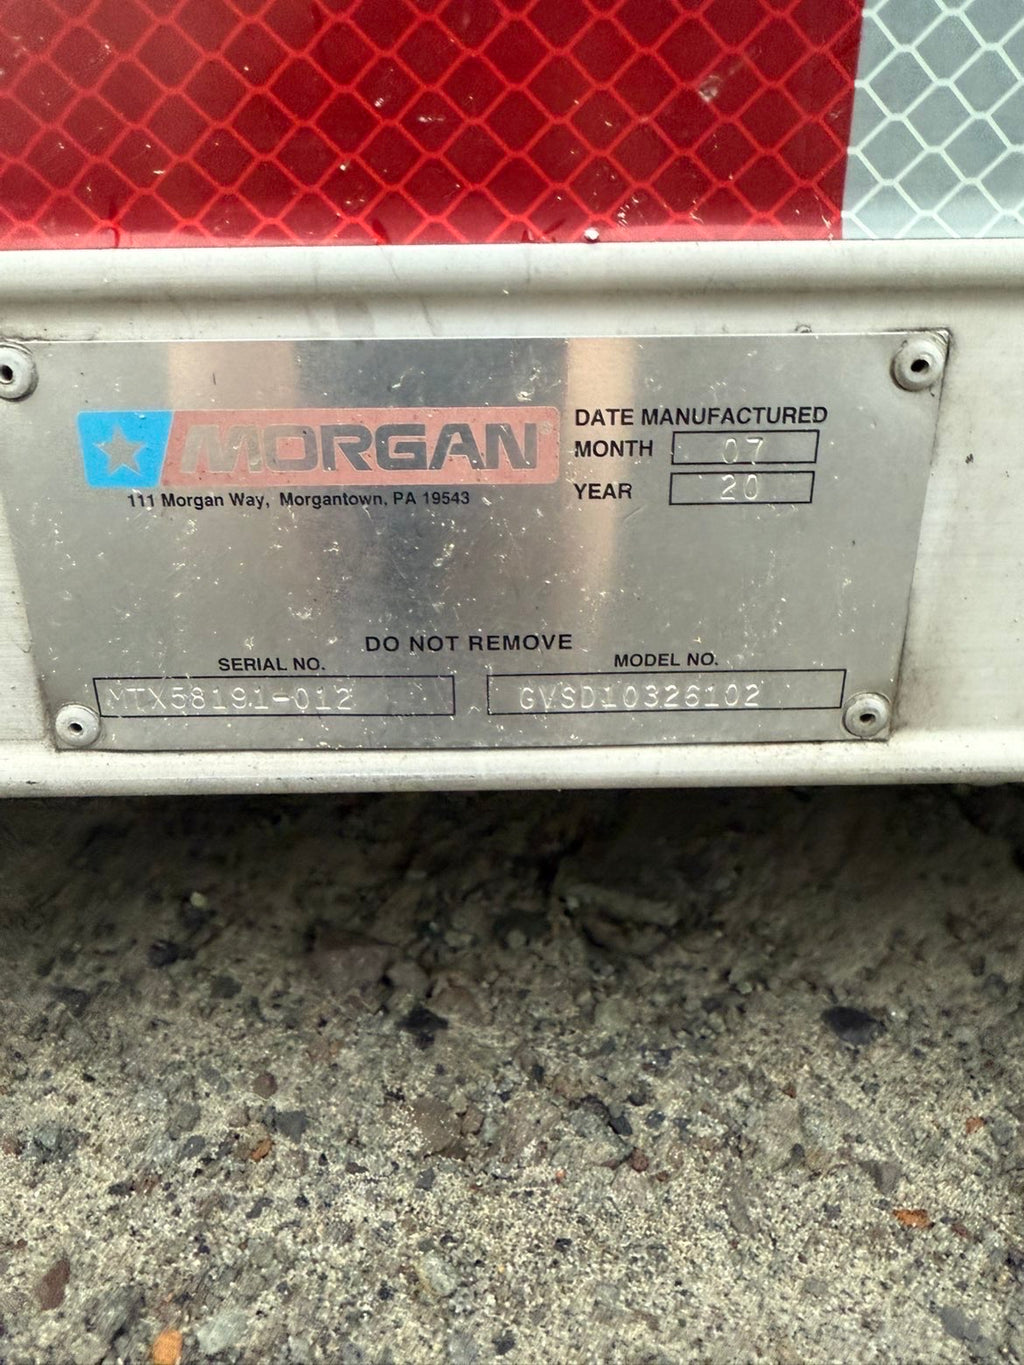 MORGAN®
111 Morgan Way, Morgantown, PA 19543
DATE MANUFACTURED
MONTH 07
YEAR 20
DO NOT REMOVE
SERIAL NO.
MTX58191-012
MODEL NO.
GVSD10326102